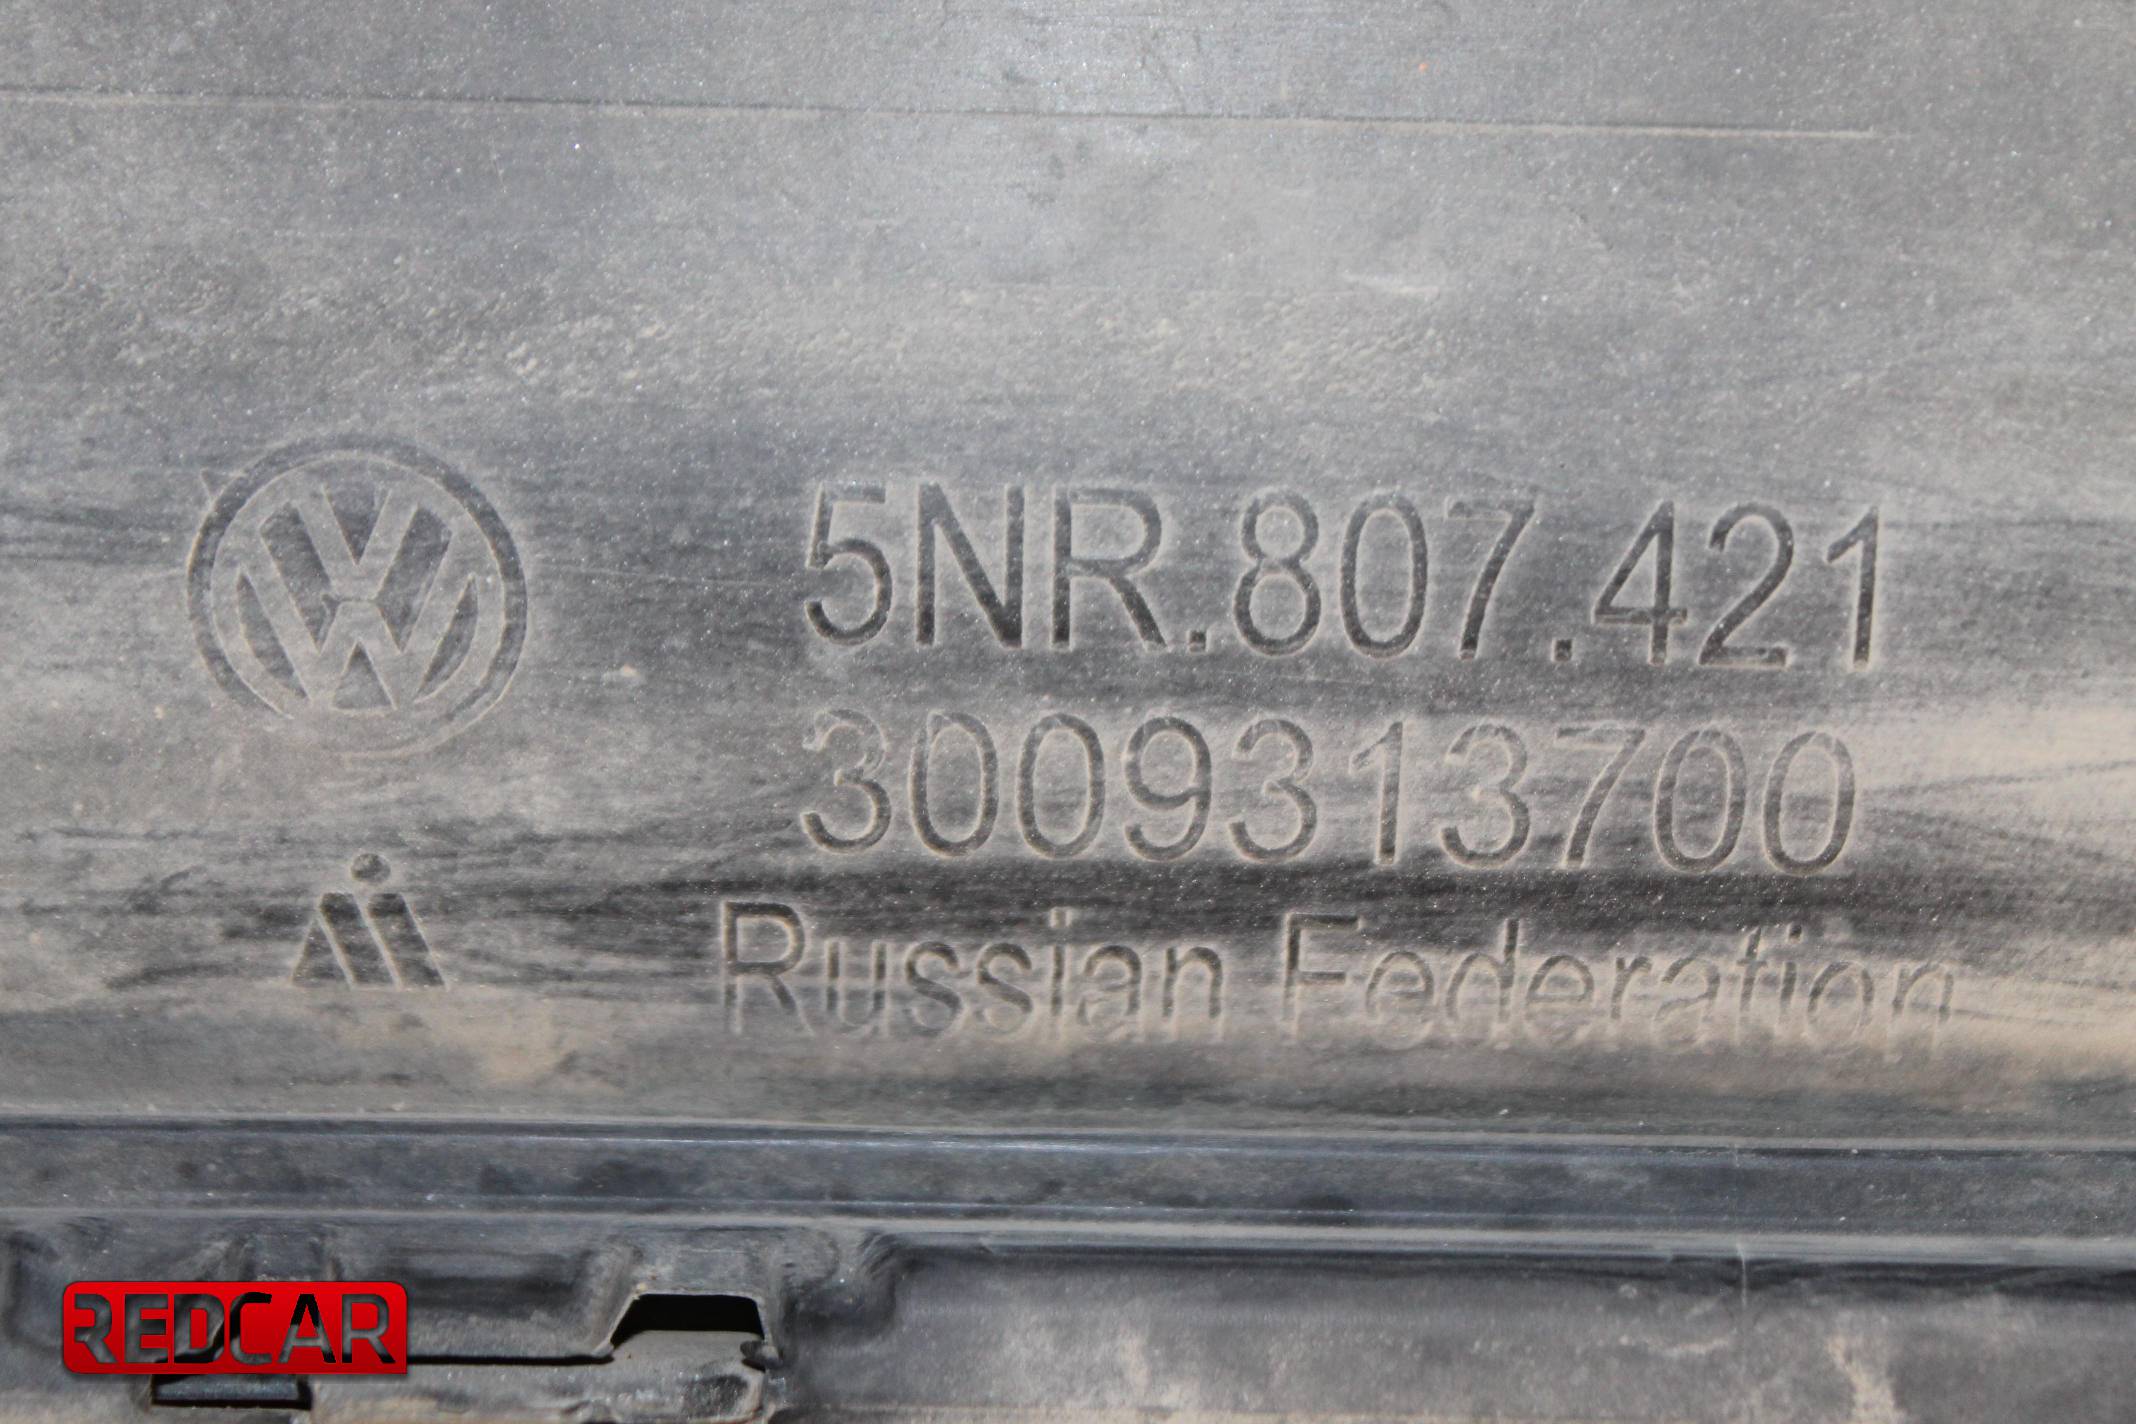 5NR.807.421
3009313700
Russian Federation
REDCAR